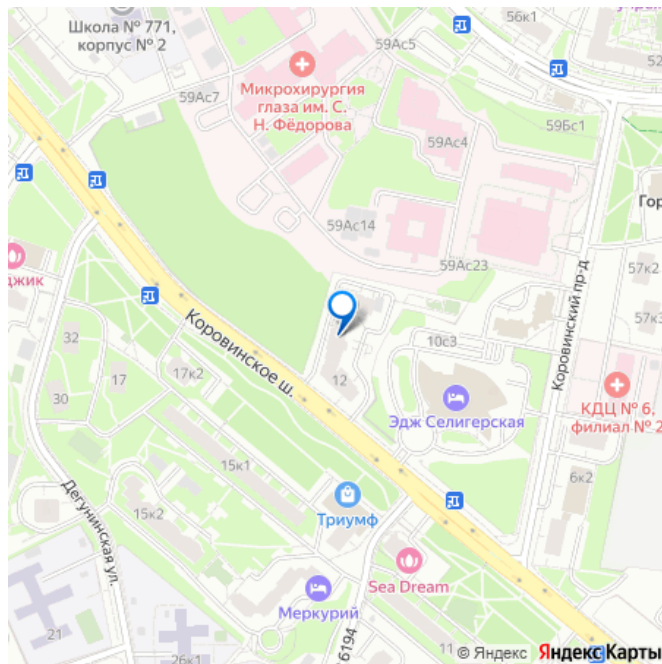 56к1
Школа № 771,
корпус № 2
59Ас5
52
Микрохирургия
глаза им. С.
Н. Фёдорова
59Ас7
59Бс1
59Ас4
Гор
59Ас14
59Ас23
57к2
джик
Коровинский пр-д
57к3
Коровинское ш.
10с3
32
17
17к2
12
30
Эдж Селигерская
КДЦ № 6,
филиал № 2
15к1
6к2
15к2
Дегунинская ул.
Триумф
Sea Dream
Меркурий
6194
21
26к1
11
© Яндекс
Яндекс Карты